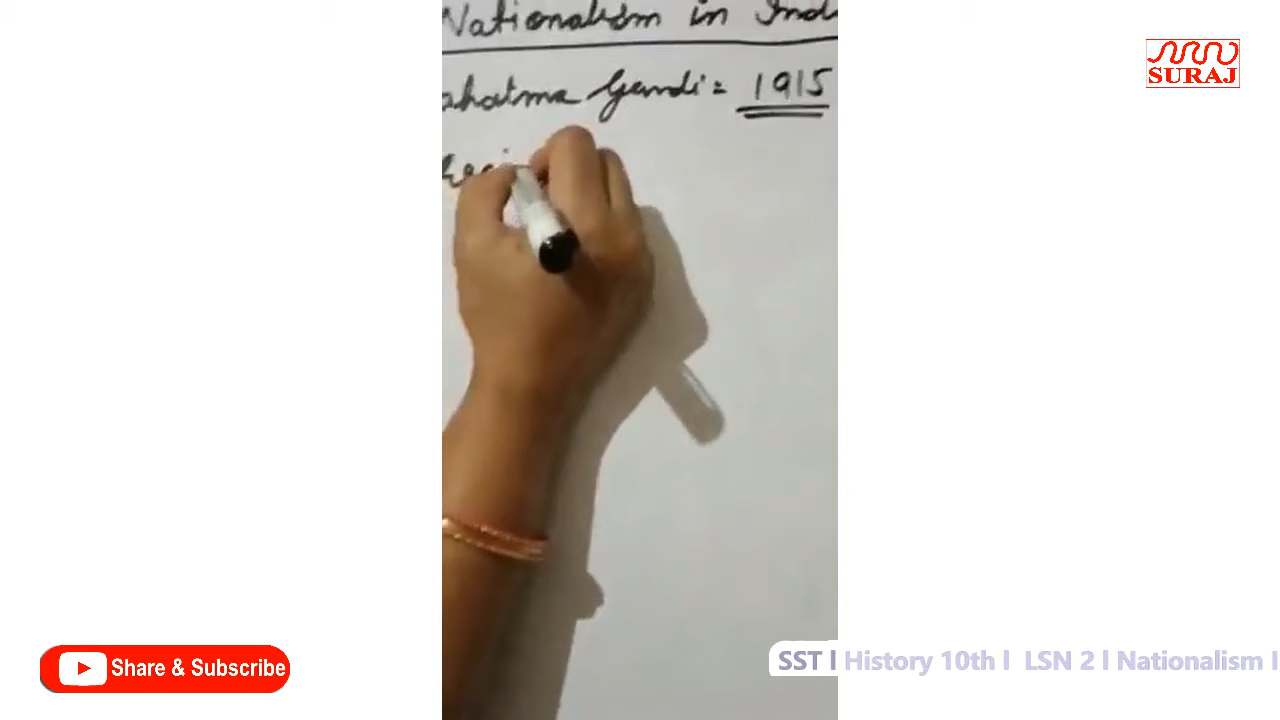 Nationalism in Ind
SURAJ
ahatma Gandi = 1915
Share & Subscribe
SST l History 10th l LSN 2 l Nationalism I